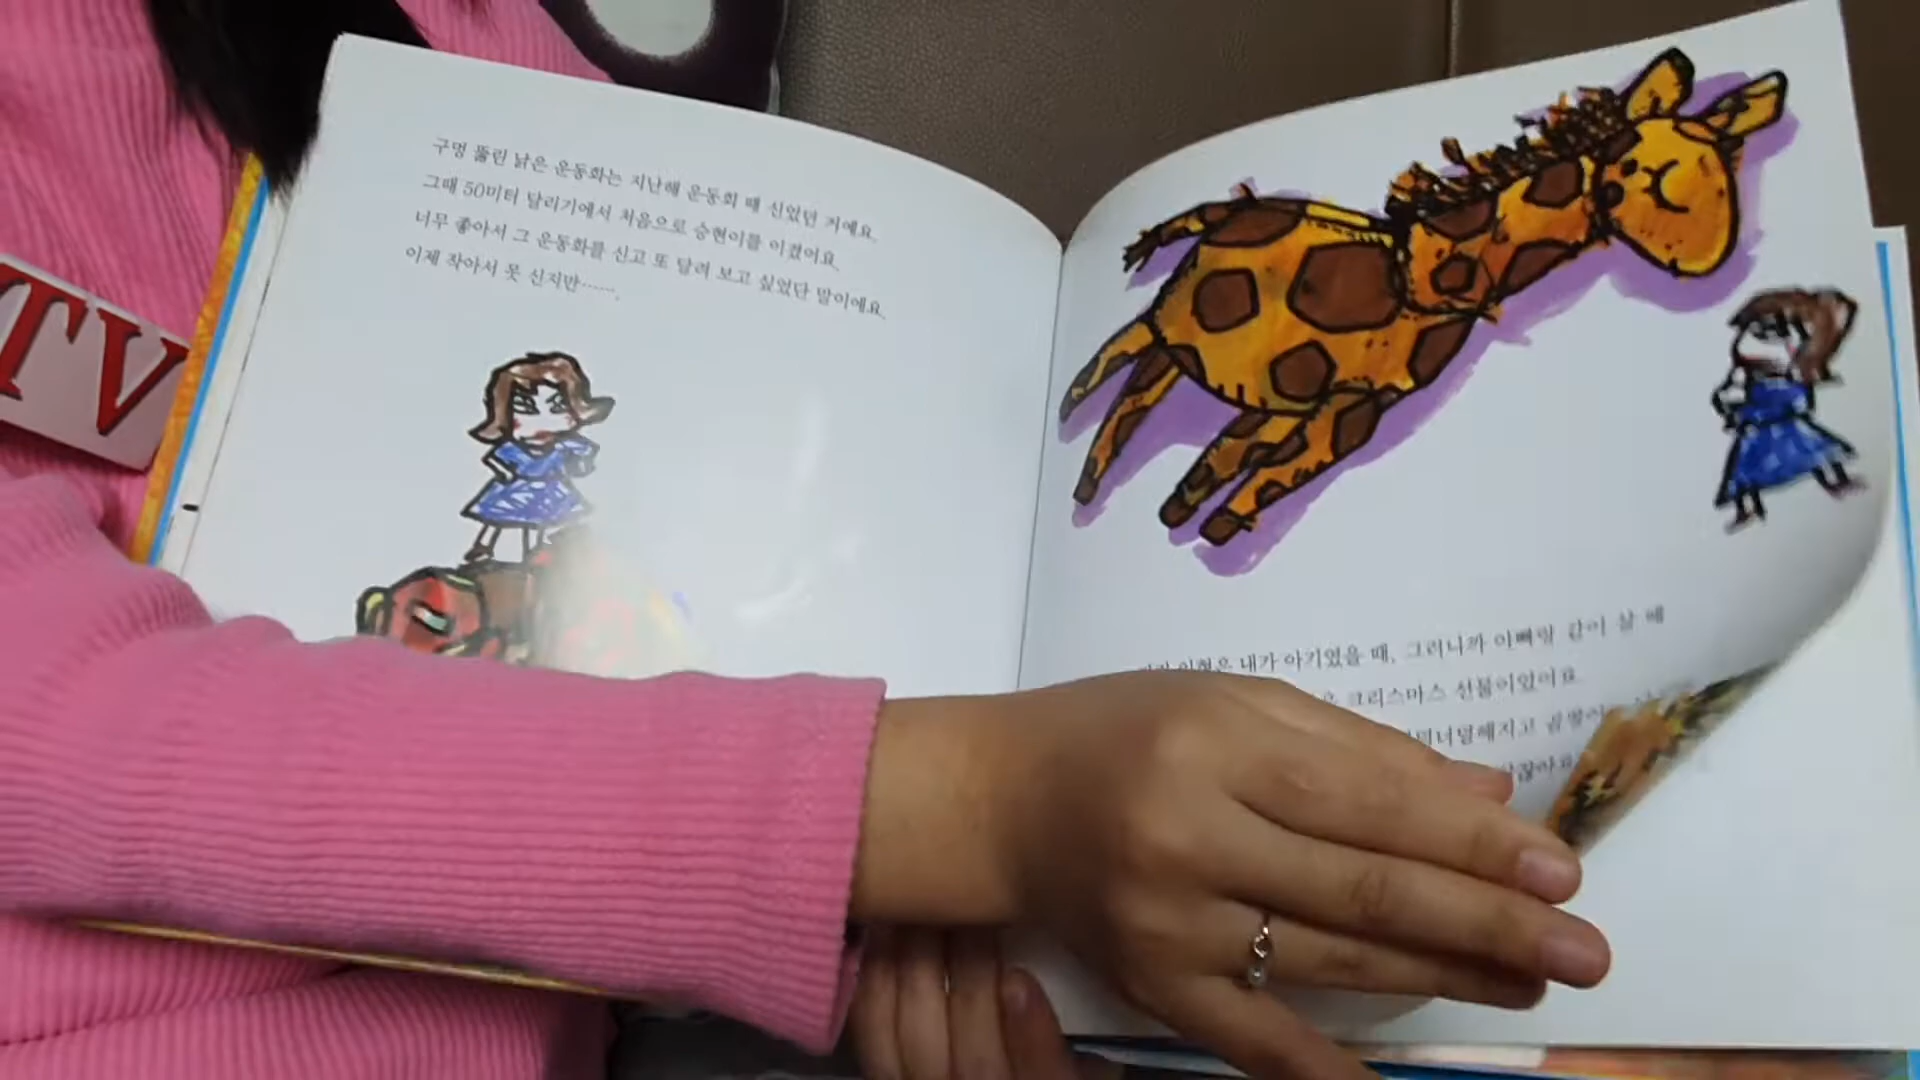 TV
구멍 뚫린 낡은 운동화는 지난해 운동회 때 신었던 거예요.
그때 50미터 달리기에서 처음으로 승현이를 이겼어요.
너무 좋아서 그 운동화를 신고 또 달려 보고 싶었단 말이에요.
이제 작아서 못 신지만…….
내가 아기였을 때, 그러니까 아빠랑 같이 살 때
크리스마스 선물이었어요.